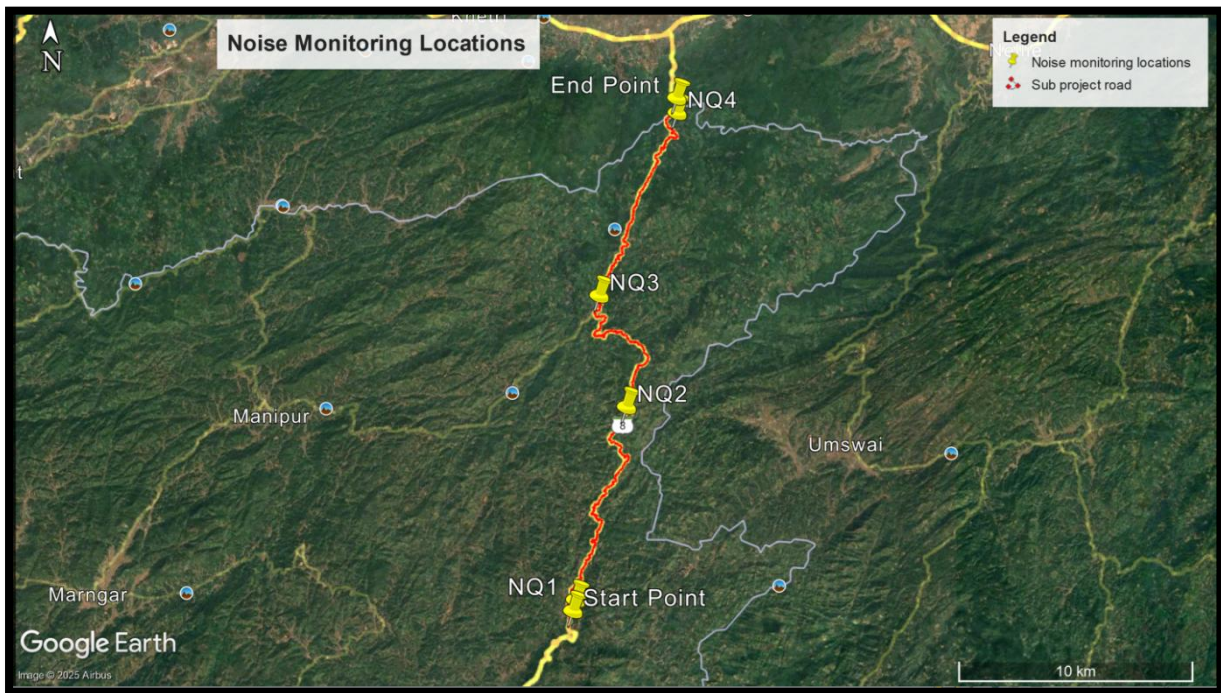 Noise Monitoring Locations
N
Legend
Noise monitoring locations
Sub project road
End Point
NQ4
NQ3
NQ2
8
Manipur
Umswai
NQ1
Start Point
Marngar
Google Earth
Image © 2025 Airbus
10 km